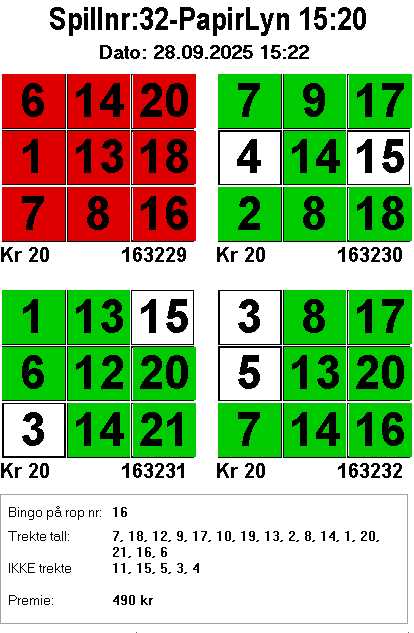 Spillnr:32-PapirLyn 15:20
Dato: 28.09.2025 15:22
6 14 20
1 13 18
7 8 16
Kr 20 163229
7 9 17
4 14 15
2 8 18
Kr 20 163230
1 13 15
6 12 20
3 14 21
Kr 20 163231
3 8 17
5 13 20
7 14 16
Kr 20 163232
Bingo på rop nr: 16
Trekte tall: 7, 18, 12, 9, 17, 10, 19, 13, 2, 8, 14, 1, 20,
21, 16, 6
IKKE trekte 11, 15, 5, 3, 4
Premie: 490 kr